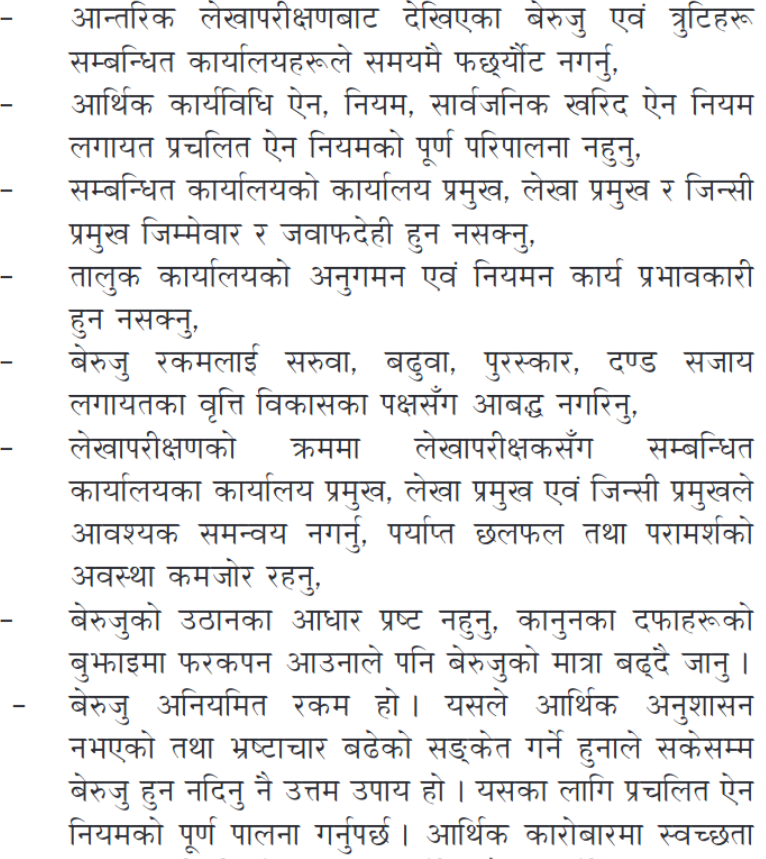 - आन्तरिक लेखापरीक्षणबाट देखिएका बेरुजु एवं त्रुटिहरू
सम्बन्धित कार्यालयहरूले समयमै फछ्र्यौट नगर्नु,
- आर्थिक कार्यविधि ऐन, नियम, सार्वजनिक खरिद ऐन नियम
लगायत प्रचलित ऐन नियमको पूर्ण परिपालना नहुनु,
- सम्बन्धित कार्यालयको कार्यालय प्रमुख, लेखा प्रमुख र जिन्सी
प्रमुख जिम्मेवार र जवाफदेही हुन नसक्नु,
- तालुक कार्यालयको अनुगमन एवं नियमन कार्य प्रभावकारी
हुन नसक्नु,
- बेरुजु रकमलाई सरुवा, बढुवा, पुरस्कार, दण्ड सजाय
लगायतका वृत्ति विकासका पक्षसँग आबद्ध नगरिनु,
- लेखापरीक्षणको क्रममा लेखापरीक्षकसँग सम्बन्धित
कार्यालयका कार्यालय प्रमुख, लेखा प्रमुख एवं जिन्सी प्रमुखले
आवश्यक समन्वय नगर्नु, पर्याप्त छलफल तथा परामर्शको
अवस्था कमजोर रहनु,
- बेरुजुको उठानका आधार प्रष्ट नहुनु, कानुनका दफाहरूको
बुझाइमा फरकपन आउनाले पनि बेरुजुको मात्रा बढ्दै जानु ।
- बेरुजु अनियमित रकम हो । यसले आर्थिक अनुशासन
नभएको तथा भ्रष्टाचार बढेको सङ्केत गर्ने हुनाले सकेसम्म
बेरुजु हुन नदिनु नै उत्तम उपाय हो । यसका लागि प्रचलित ऐन
नियमको पूर्ण पालना गर्नुपर्छ । आर्थिक कारोबारमा स्वच्छता